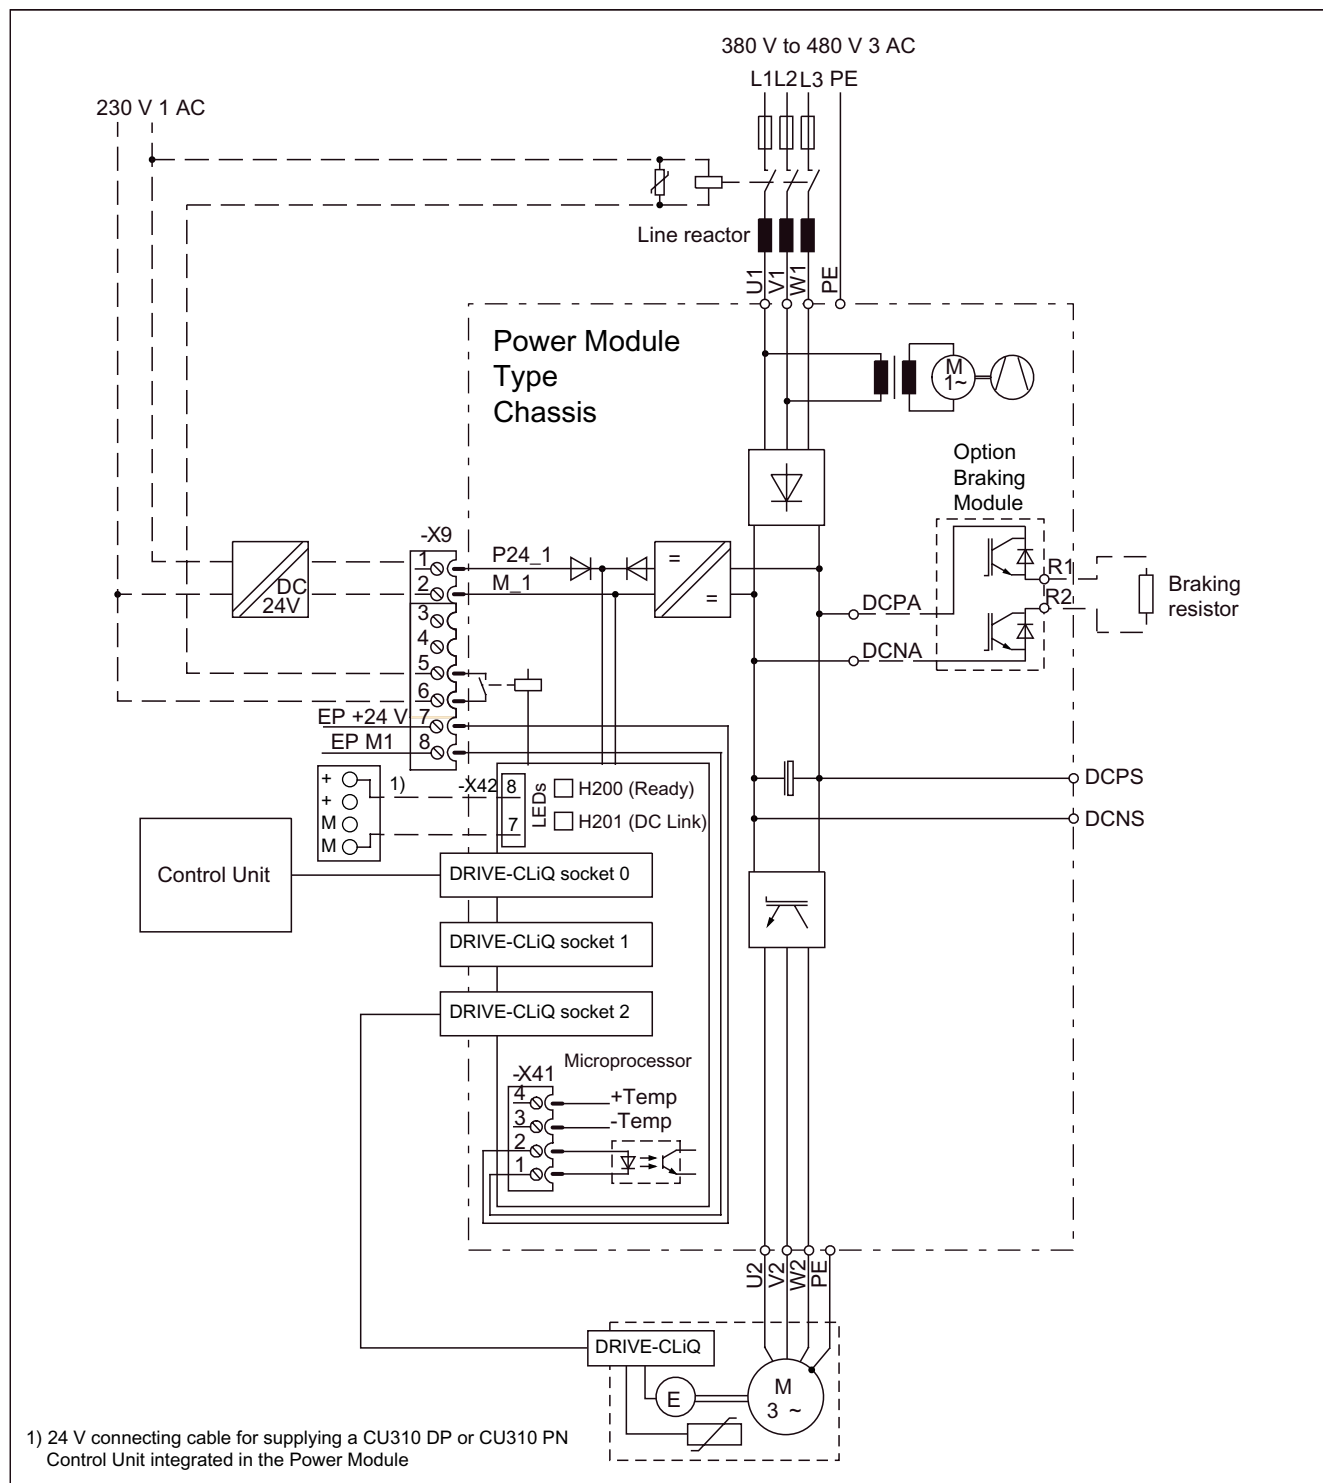 380 V to 480 V 3 AC
L1 L2 L3 PE
230 V 1 AC
Line reactor
U1
V1
W1
PE
Power Module
Type
Chassis
M
1~
Option
Braking
Module
-X9
1
2
3
4
5
6
7
8
P24_1
M_1
DC
24V
=
=
R1
R2
Braking
resistor
DCPA
DCNA
EP +24 V
EP M1
+
+
M
M
1)
-X42
8
7
LEDs
H200 (Ready)
H201 (DC Link)
DCPS
DCNS
Control Unit
DRIVE-CLiQ socket 0
DRIVE-CLiQ socket 1
DRIVE-CLiQ socket 2
Microprocessor
-X41
4
3
2
1
+Temp
-Temp
U2
V2
W2
PE
DRIVE-CLiQ
E
M
3 ~
1) 24 V connecting cable for supplying a CU310 DP or CU310 PN
Control Unit integrated in the Power Module